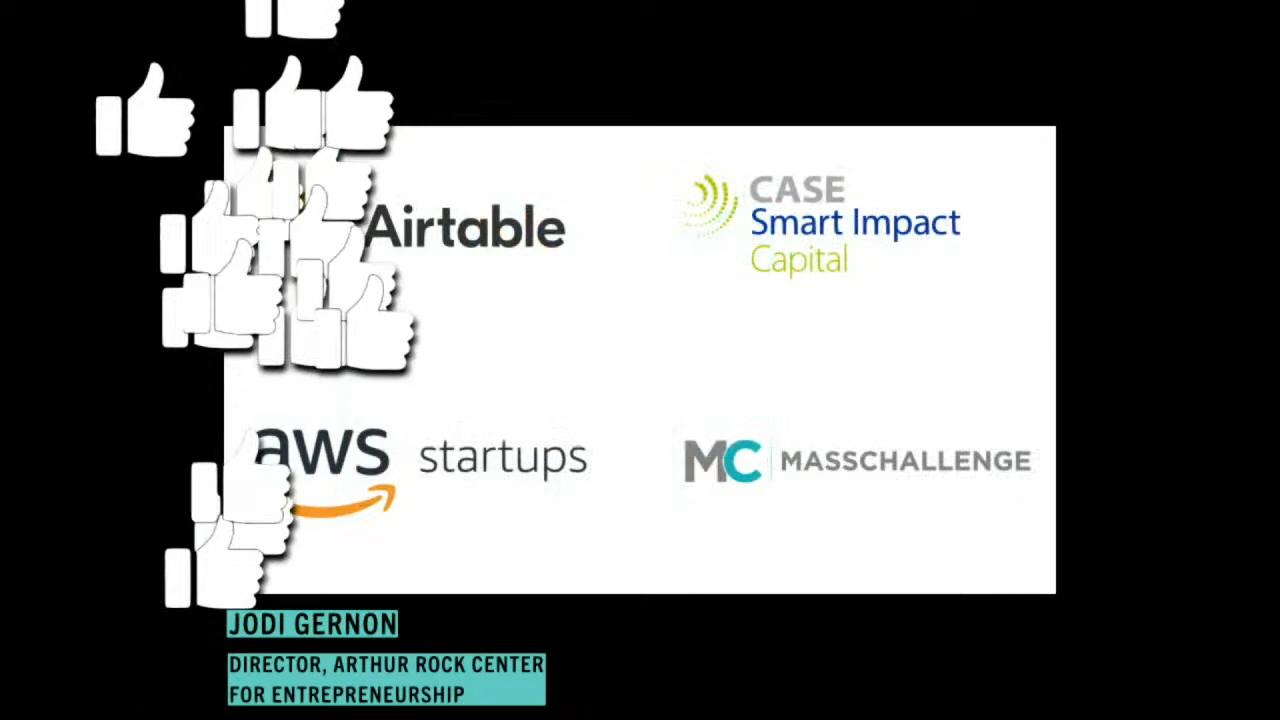 Airtable
CASE
Smart Impact
Capital
aws startups
MC MASSCHALLENGE
JODI GERNON
DIRECTOR, ARTHUR ROCK CENTER
FOR ENTREPRENEURSHIP